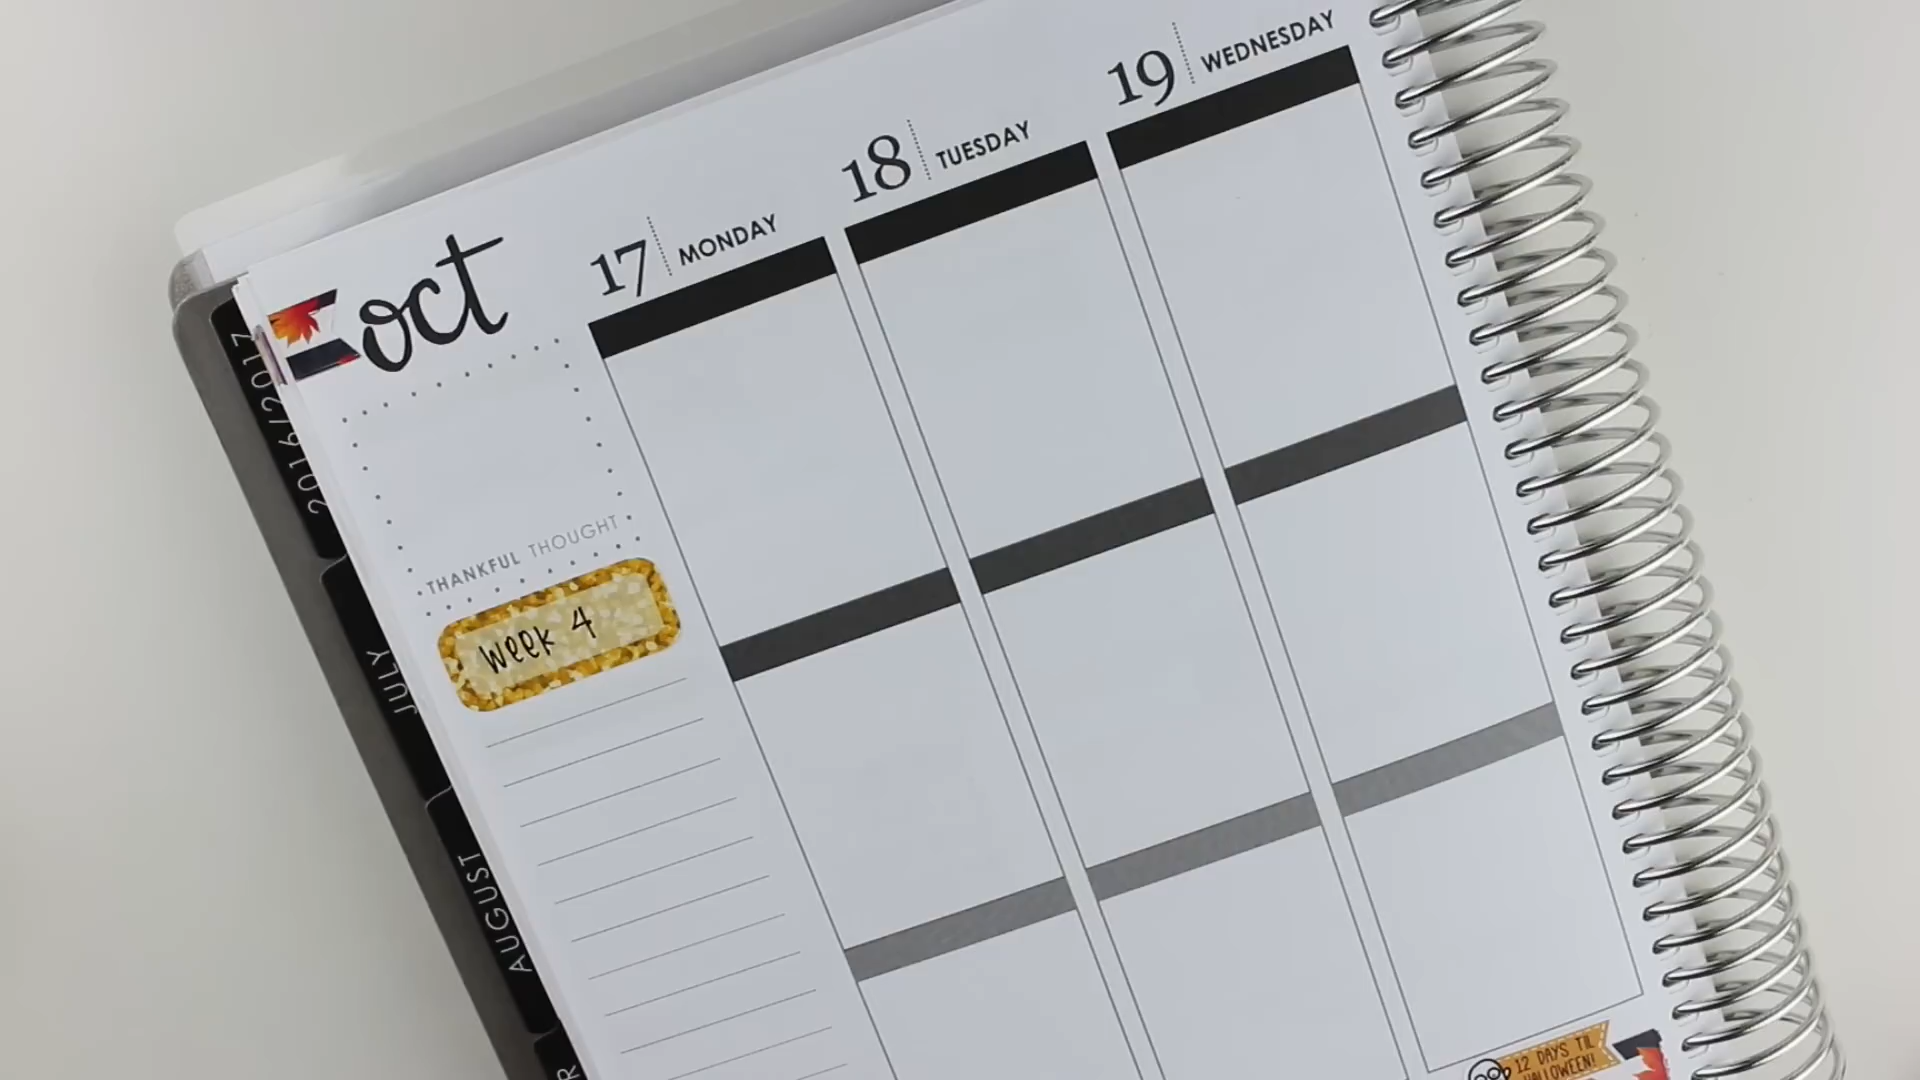 oct
17 MONDAY
18 TUESDAY
19 WEDNESDAY
THANKFUL THOUGHT
week 4
2016/2017
JULY
AUGUST
R
12 DAYS TIL
HALLOWEEN!